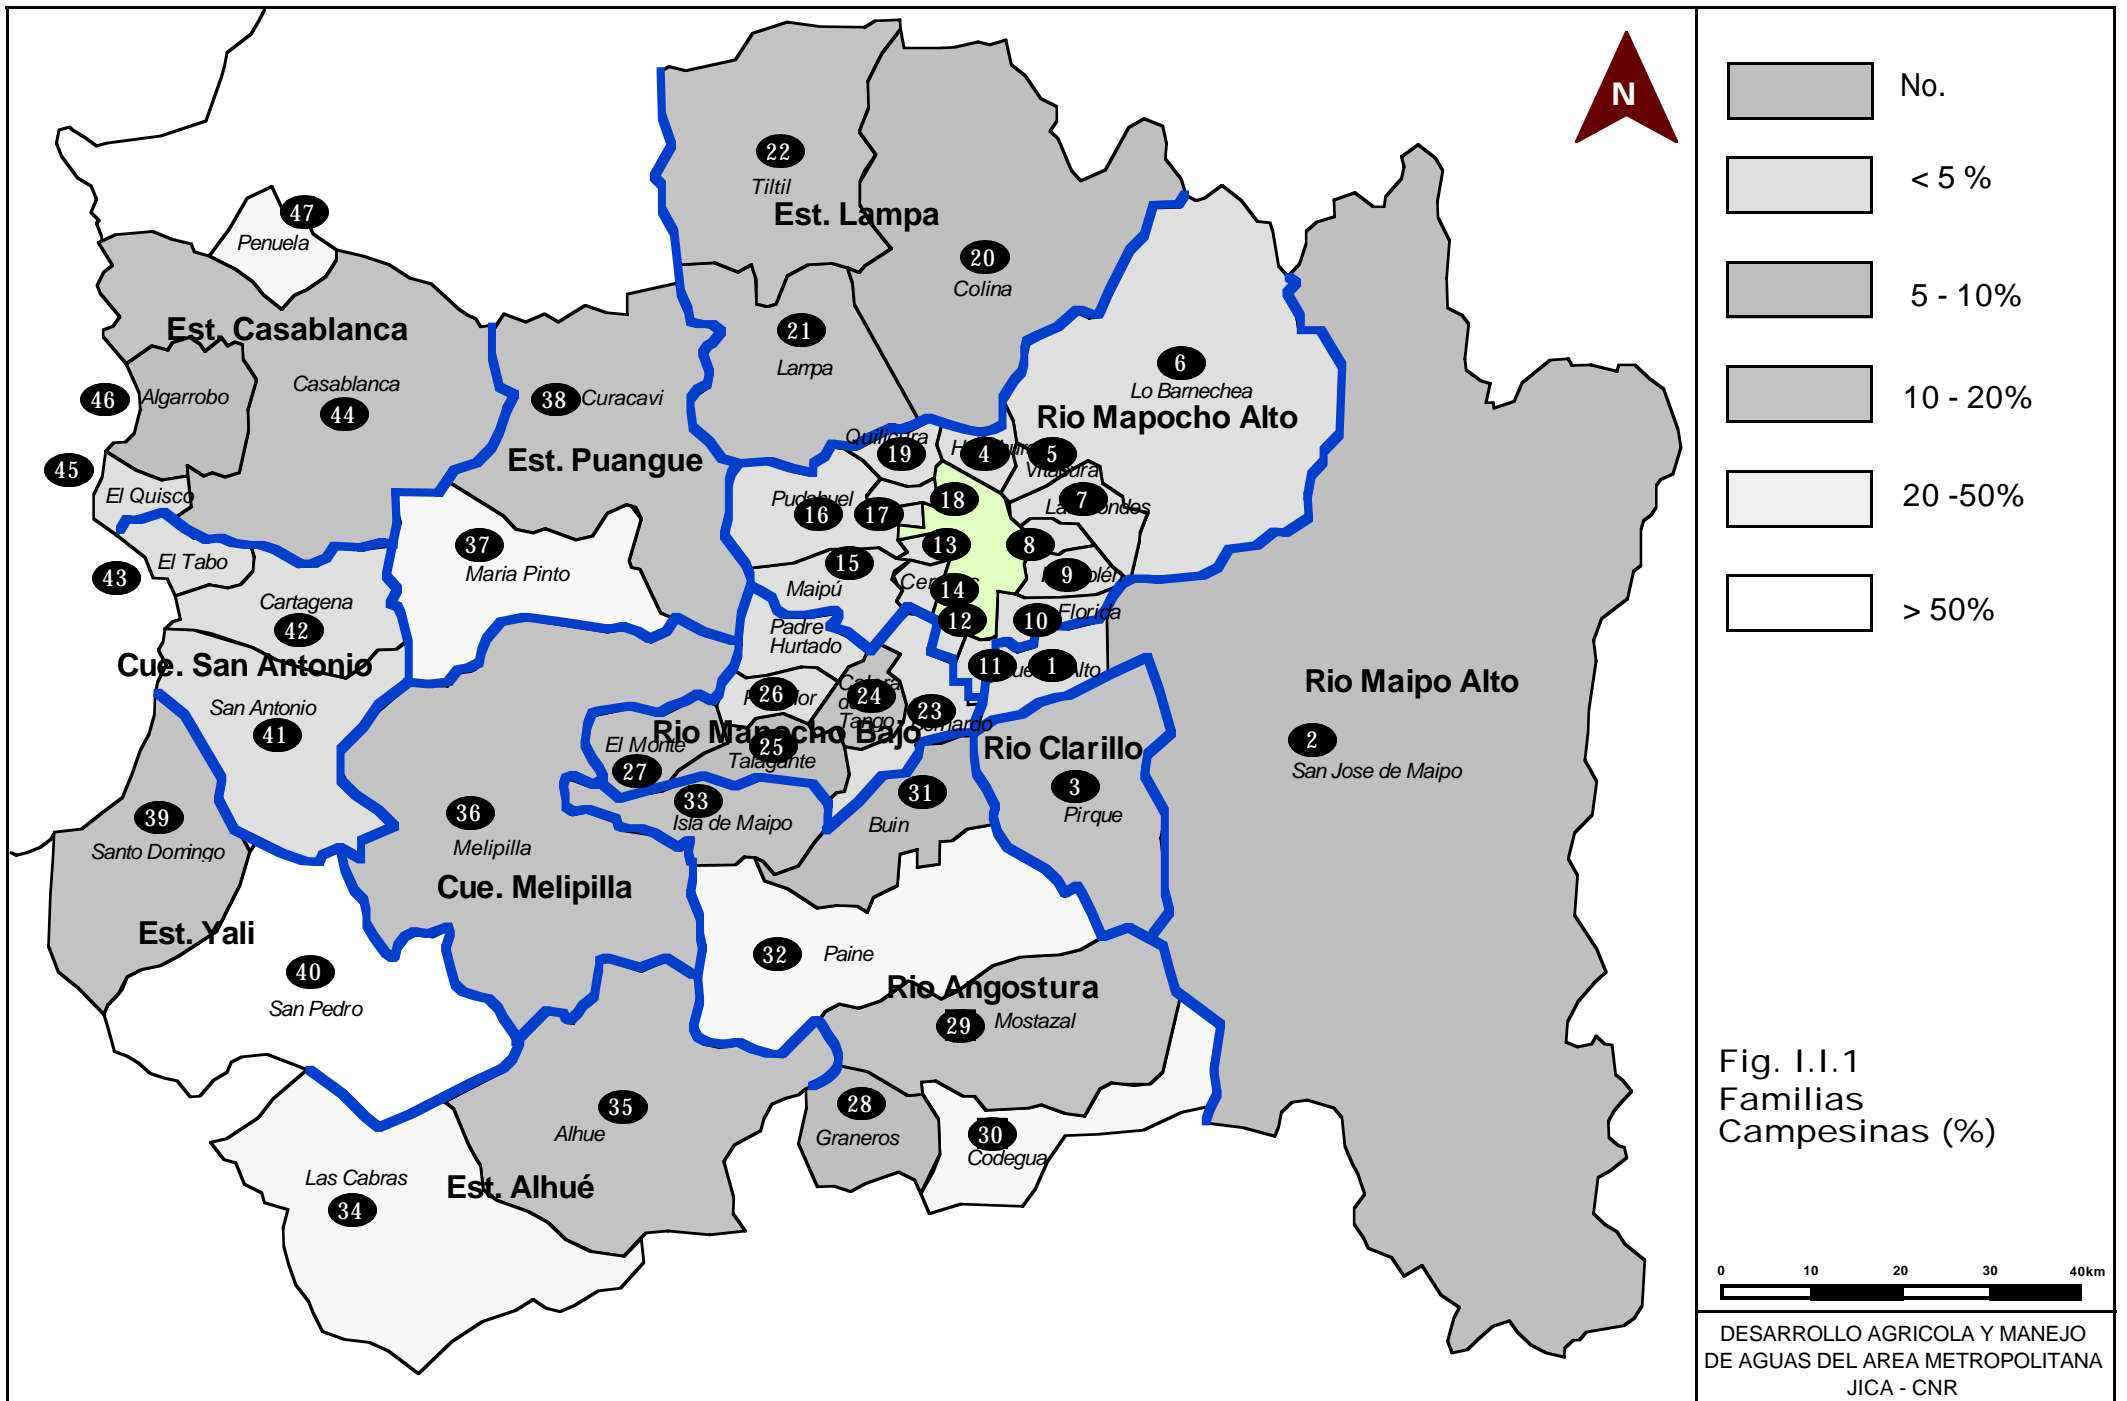 N
No.
< 5 %
5 - 10%
10 - 20%
20 -50%
> 50%
22
Tiltil
Est. Lampa
47
Penuela
20
Colina
Est. Casablanca
21
Lampa
6
Lo Barnechea
Rio Mapocho Alto
46
Algarrobo
Casablanca
44
38
Curacavi
Est. Puangue
19
4
5
45
El Quisco
Pudahuel
16
17
18
7
37
Maria Pinto
13
8
43
El Tabo
15
Maipú
14
9
Cartagena
42
12
10
Florida
Padre
Hurtado
Cue. San Antonio
11
1
Alto
Rio Maipo Alto
San Antonio
41
26
24
Tango
23
Rio Mapocho Bajo
El Monte
27
25
Talagante
Rio Clarillo
2
San Jose de Maipo
39
Santo Domingo
36
Melipilla
33
Isla de Maipo
31
Buin
3
Pirque
Cue. Melipilla
Est. Yali
40
San Pedro
32
Paine
Rio Angostura
29
Mostazal
35
Alhue
28
Graneros
30
Codegua
Las Cabras
34
Est. Alhué
Fig. I.I.1
Familias
Campesinas (%)
0 10 20 30 40km
DESARROLLO AGRICOLA Y MANEJO
DE AGUAS DEL AREA METROPOLITANA
JICA - CNR